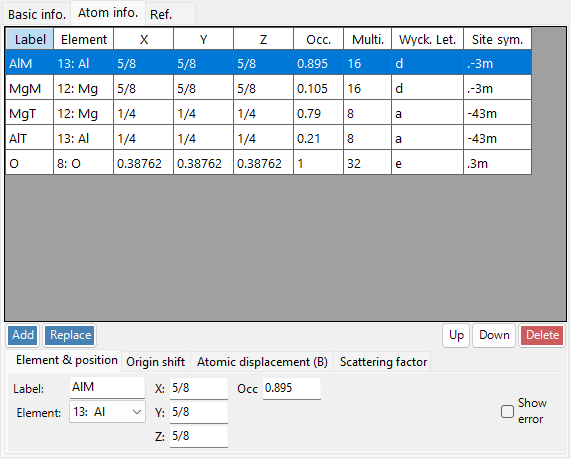 Basic info. Atom info. Ref.
Label Element X Y Z Occ. Multi. Wyck. Let. Site sym.
AlM 13: Al 5/8 5/8 5/8 0.895 16 d .-3m
MgM 12: Mg 5/8 5/8 5/8 0.105 16 d .-3m
MgT 12: Mg 1/4 1/4 1/4 0.79 8 a -43m
AlT 13: Al 1/4 1/4 1/4 0.21 8 a -43m
O 8: O 0.38762 0.38762 0.38762 1 32 e .3m
Add Replace Up Down Delete
Element & position Origin shift Atomic displacement (B) Scattering factor
Label: AlM X: 5/8 Occ 0.895
Element: 13: Al Y: 5/8 Show error
Z: 5/8